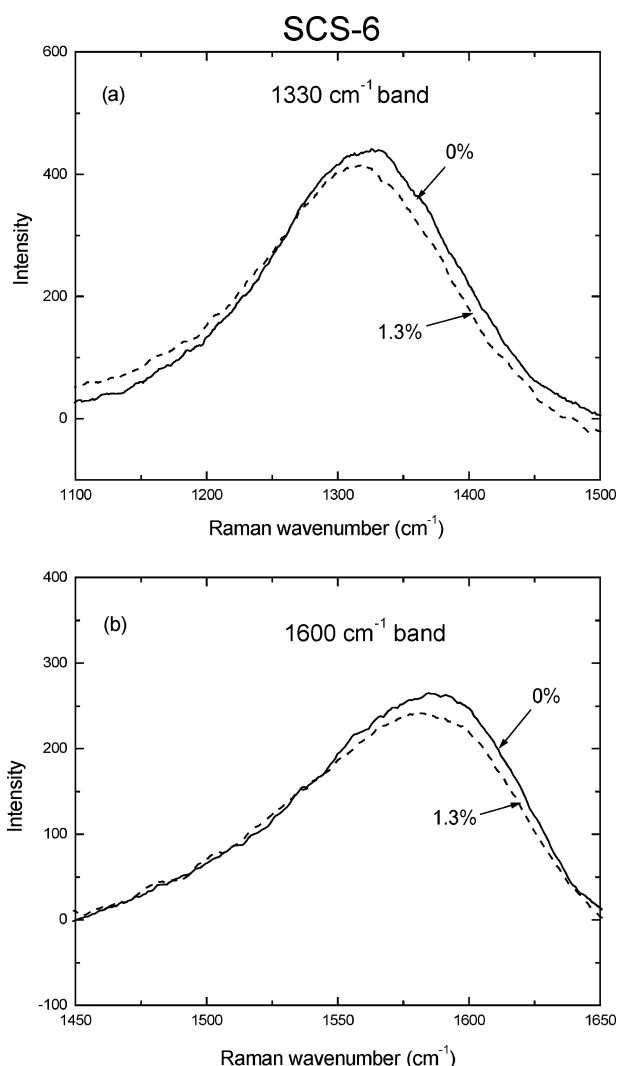 SCS-6
600
(a)
1330 cm⁻¹ band
0%
400
Intensity
200
1.3%
0
1100
1200
1300
1400
1500
Raman wavenumber (cm⁻¹)
400
(b)
1600 cm⁻¹ band
300
0%
200
Intensity
1.3%
100
0
-100
1450
1500
1550
1600
1650
Raman wavenumber (cm⁻¹)